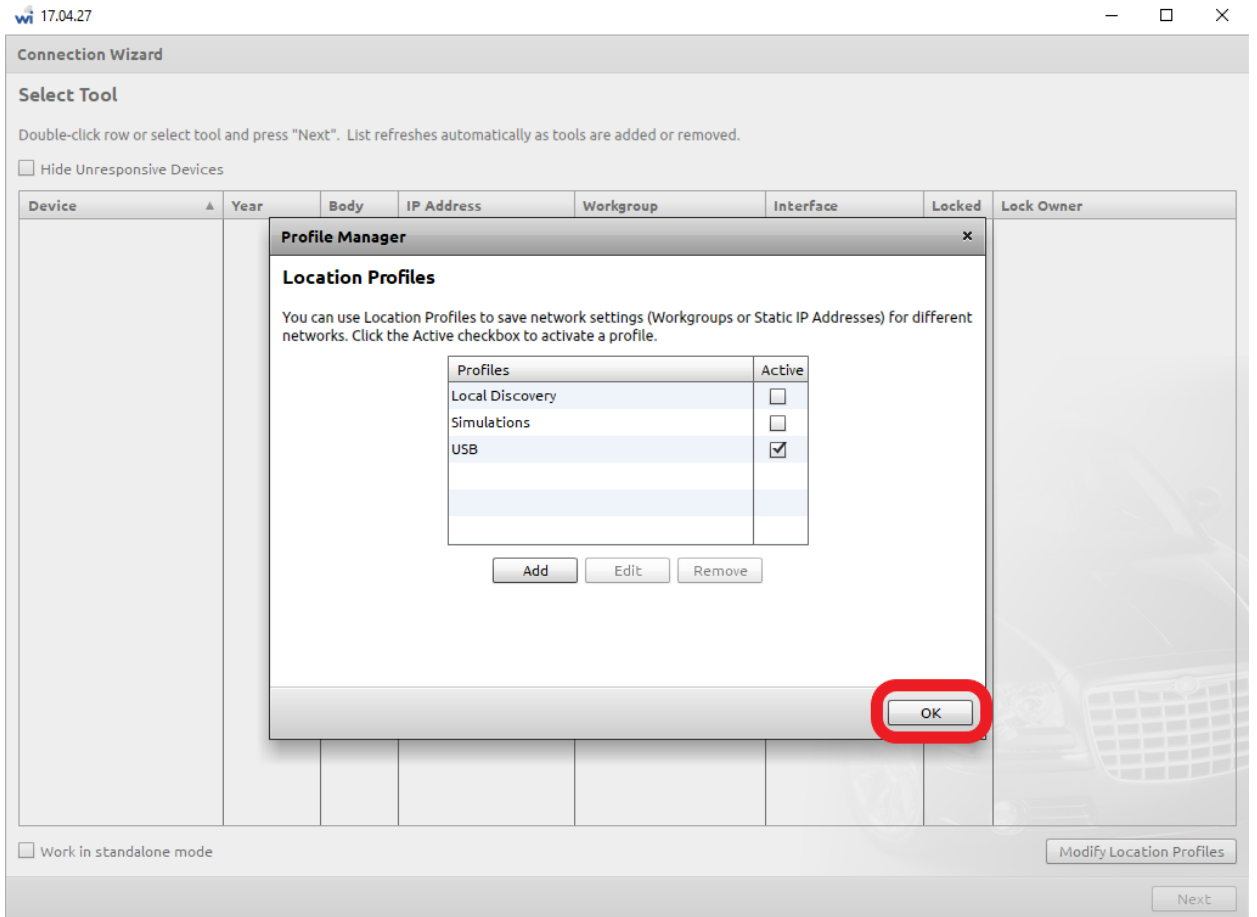 wi 17.04.27
Connection Wizard
Select Tool
Double-click row or select tool and press "Next". List refreshes automatically as tools are added or removed.
Hide Unresponsive Devices
Device Year Body IP Address Workgroup Interface Locked Lock Owner
Profile Manager
Location Profiles
You can use Location Profiles to save network settings (Workgroups or Static IP Addresses) for different
networks. Click the Active checkbox to activate a profile.
Profiles Active
Local Discovery
Simulations
USB
Add Edit Remove
OK
Work in standalone mode Modify Location Profiles
Next